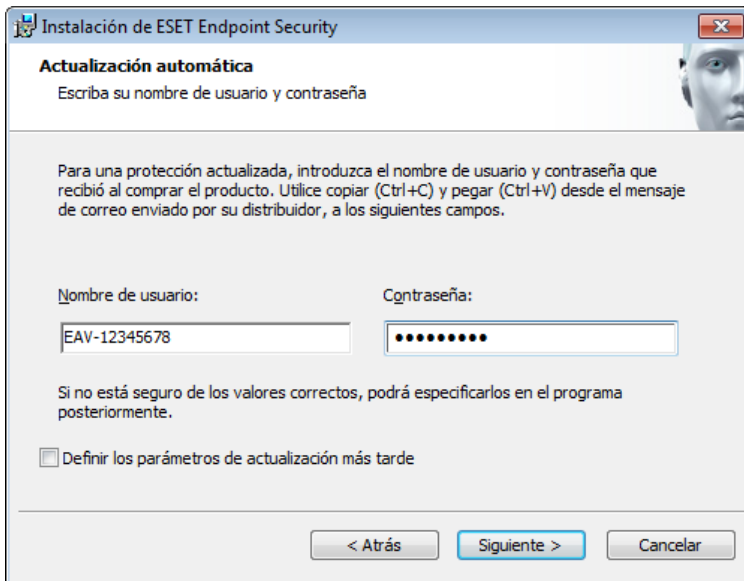 Instalación de ESET Endpoint Security
Actualización automática
Escriba su nombre de usuario y contraseña
Para una protección actualizada, introduzca el nombre de usuario y contraseña que
recibió al comprar el producto. Utilice copiar (Ctrl+C) y pegar (Ctrl+V) desde el mensaje
de correo enviado por su distribuidor, a los siguientes campos.
Nombre de usuario: Contraseña:
EAV-12345678 •••••••••
Si no está seguro de los valores correctos, podrá especificarlos en el programa
posteriormente.
Definir los parámetros de actualización más tarde
< Atrás Siguiente > Cancelar